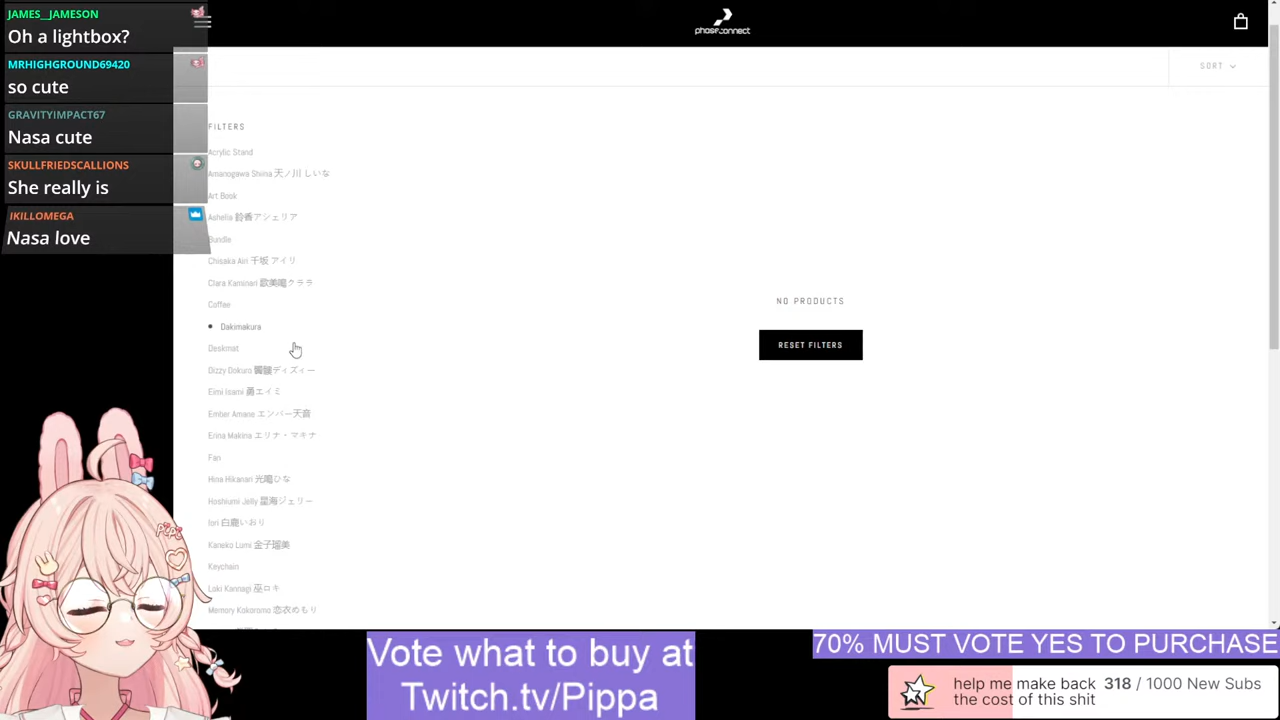 JAMES__JAMESON
Oh a lightbox?
MRHIGHGROUND69420
so cute
GRAVITYIMPACT67
Nasa cute
SKULLFRIEDSCALLIONS
She really is
IKILLOMEGA
Nasa love
phase-connect
SORT
FILTERS
Acrylic Stand
Amanogawa Shiina 天ノ川 しいな
Art Book
Ashelia 鈴香アシェリア
Bundle
Chisaka Airi 千坂 アイリ
Clara Kaminari 歌美鳴クララ
Coffee
Dakimakura
Deskmat
Dizzy Dokuro 髑髏ディズィー
Eimi Isami 勇エイミ
Ember Amane エンバー天音
Erina Makina エリナ・マキナ
Fan
Hina Hikanari 光鳴ひな
Hoshiumi Jelly 星海ジェリー
Iori 白鹿いおり
Kaneko Lumi 金子瑠美
Keychain
Loki Kannagi 巫ロキ
Memory Kokoromo 恋衣めもり
NO PRODUCTS
RESET FILTERS
PiPi
Vote what to buy at
Twitch.tv/Pippa
70% MUST VOTE YES TO PURCHASE
help me make back 318 / 1000 New Subs
the cost of this shit